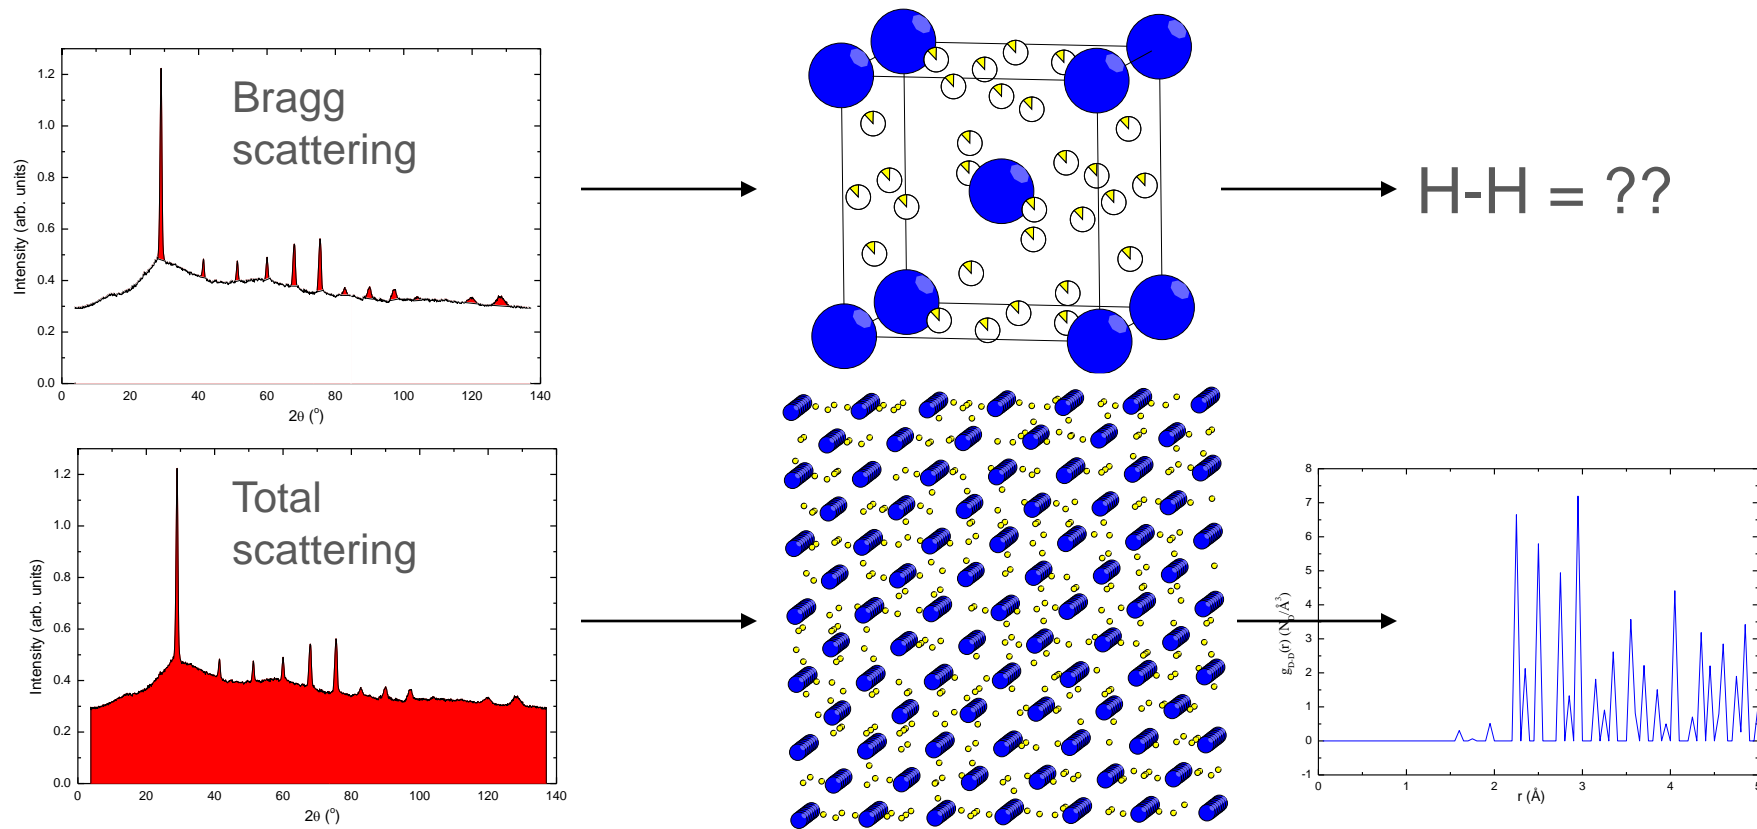 Bragg
scattering
Intensity (arb. units)
1.2
1.0
0.8
0.6
0.4
0.2
0.0
0 20 40 60 80 100 120 140
2θ (°)
H-H = ??
Total
scattering
Intensity (arb. units)
1.2
1.0
0.8
0.6
0.4
0.2
0.0
0 20 40 60 80 100 120 140
2θ (°)
g D-D (r) (N D /Å³)
8
7
6
5
4
3
2
1
0
-1
0 1 2 3 4 5
r (Å)